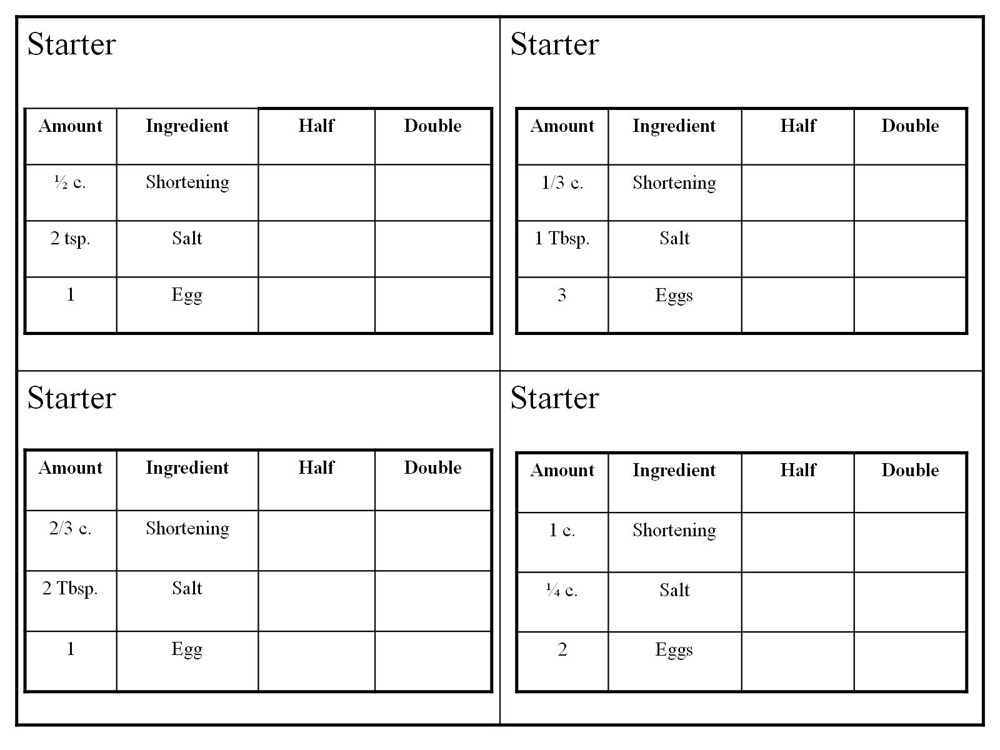 Starter
Amount Ingredient Half Double
½ c. Shortening
2 tsp. Salt
1 Egg
Starter
Amount Ingredient Half Double
1/3 c. Shortening
1 Tbsp. Salt
3 Eggs
Starter
Amount Ingredient Half Double
2/3 c. Shortening
2 Tbsp. Salt
1 Egg
Starter
Amount Ingredient Half Double
1 c. Shortening
¼ c. Salt
2 Eggs